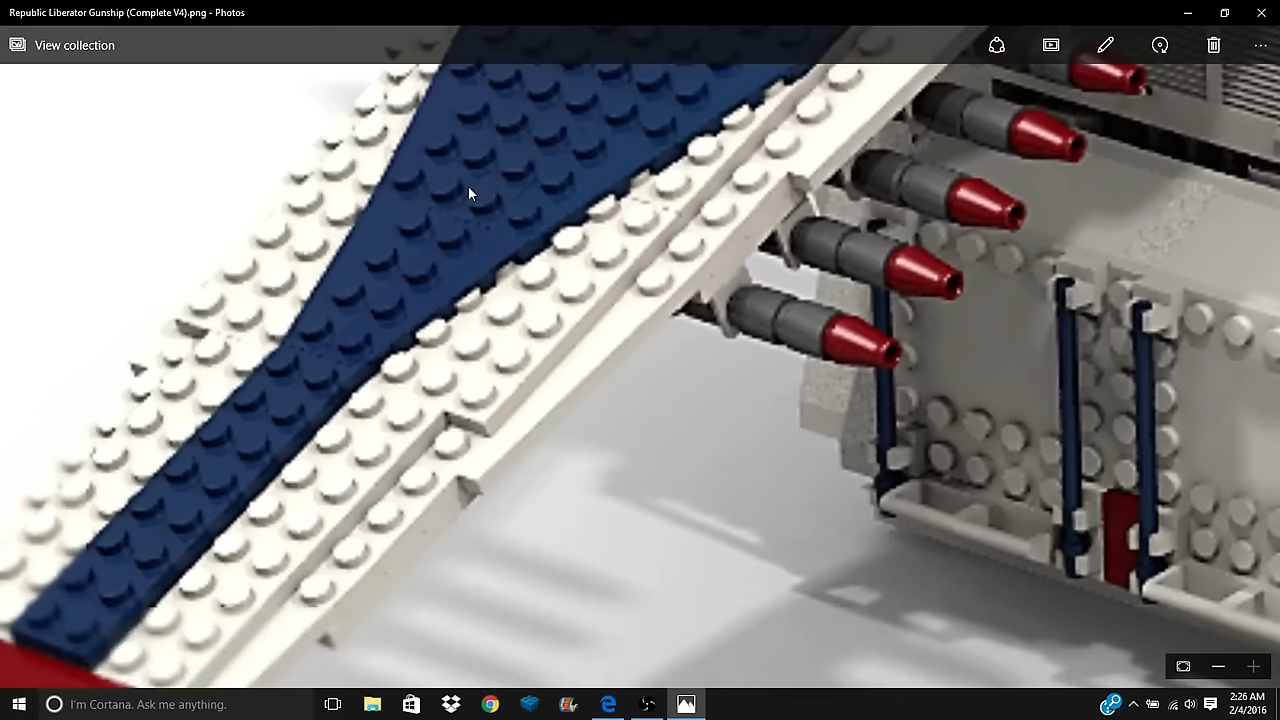 Republic Liberator Gunship (Complete V4).png - Photos
View collection
I'm Cortana. Ask me anything.
2:26 AM
2/4/2016